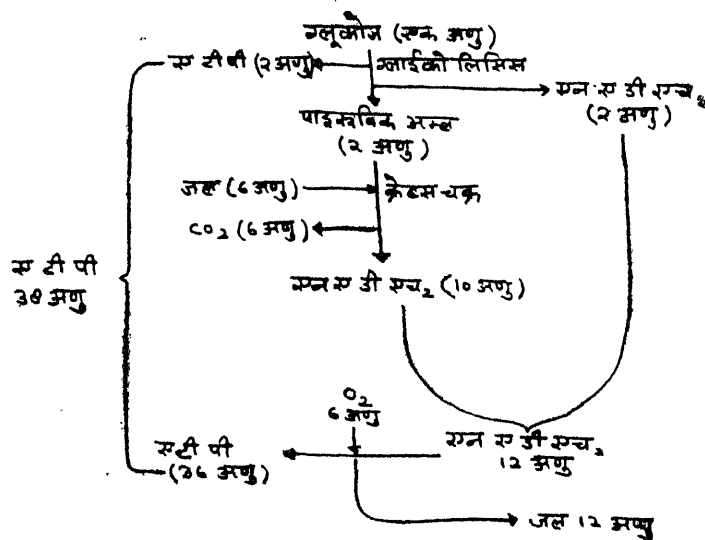 ग्लूकोज (एक अणु)
ए टी पी (2 अणु)
ग्लाईको लिसिस
एन ए डी एच₂
(2 अणु)
पाइरूविक अम्ल
(2 अणु)
जल (6 अणु)
क्रेबस चक्र
CO₂ (6 अणु)
ए टी पी
38 अणु
एन ए डी एच₂ (10 अणु)
O₂
6 अणु
ए टी पी
(36 अणु)
एन ए डी एच₂
12 अणु
जल 12 अणु